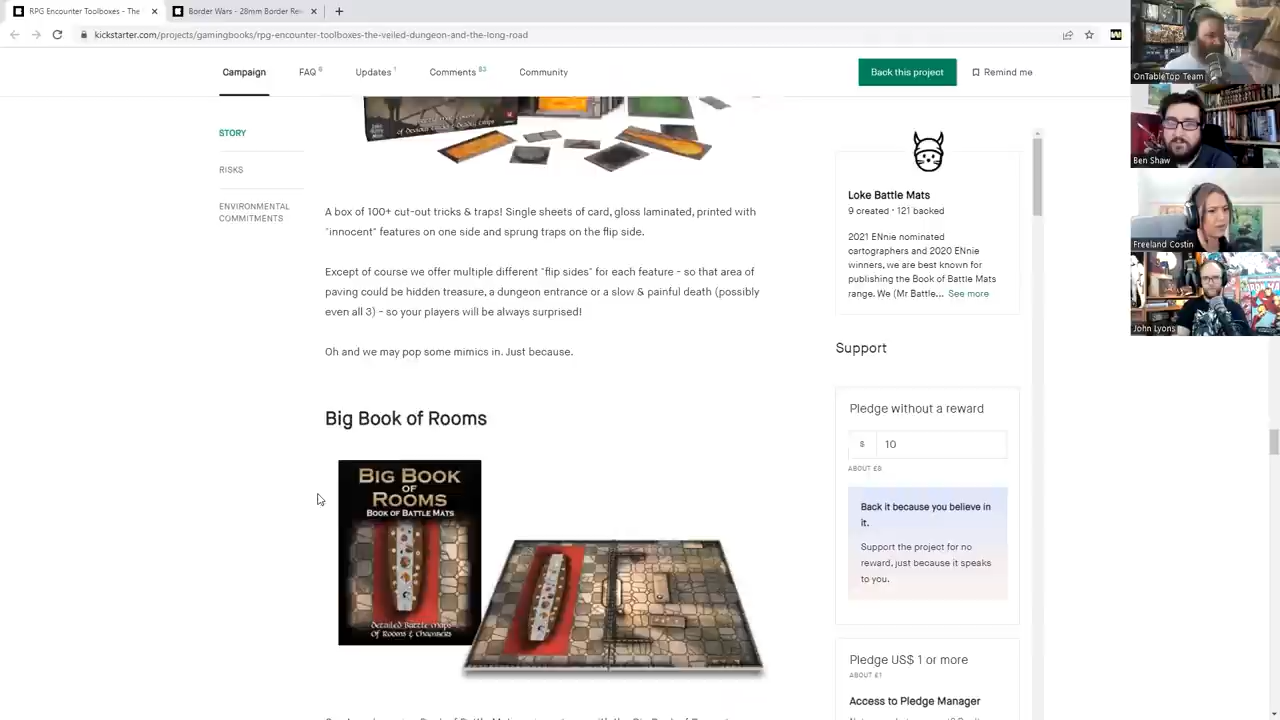 RPG Encounter Toolboxes - The
Border Wars - 28mm Border Rei
kickstarter.com/projects/gamingbooks/rpg-encounter-toolboxes-the-veiled-dungeon-and-the-long-road
Campaign
FAQ 6
Updates 1
Comments 83
Community
Back this project
Remind me
STORY
RISKS
ENVIRONMENTAL
COMMITMENTS
A box of 100+ cut-out tricks & traps! Single sheets of card, gloss laminated, printed with
"innocent" features on one side and sprung traps on the flip side.
Except of course we offer multiple different "flip sides" for each feature - so that area of
paving could be hidden treasure, a dungeon entrance or a slow & painful death (possibly
even all 3) - so your players will be always surprised!
Oh and we may pop some mimics in. Just because.
Big Book of Rooms
BIG BOOK
OF
ROOMS
BOOK OF BATTLE MATS
Detailed Battle Maps
Of Rooms & Chambers
Loke Battle Mats
9 created · 121 backed
2021 ENnie nominated
cartographers and 2020 ENnie
winners, we are best known for
publishing the Book of Battle Mats
range. We (Mr Battle... See more
Support
Pledge without a reward
$ 10
ABOUT £8
Back it because you believe in
it.
Support the project for no
reward, just because it speaks
to you.
Pledge US$ 1 or more
ABOUT £1
Access to Pledge Manager
OnTableTop Team
Ben Shaw
Freeland Costin
John Lyons